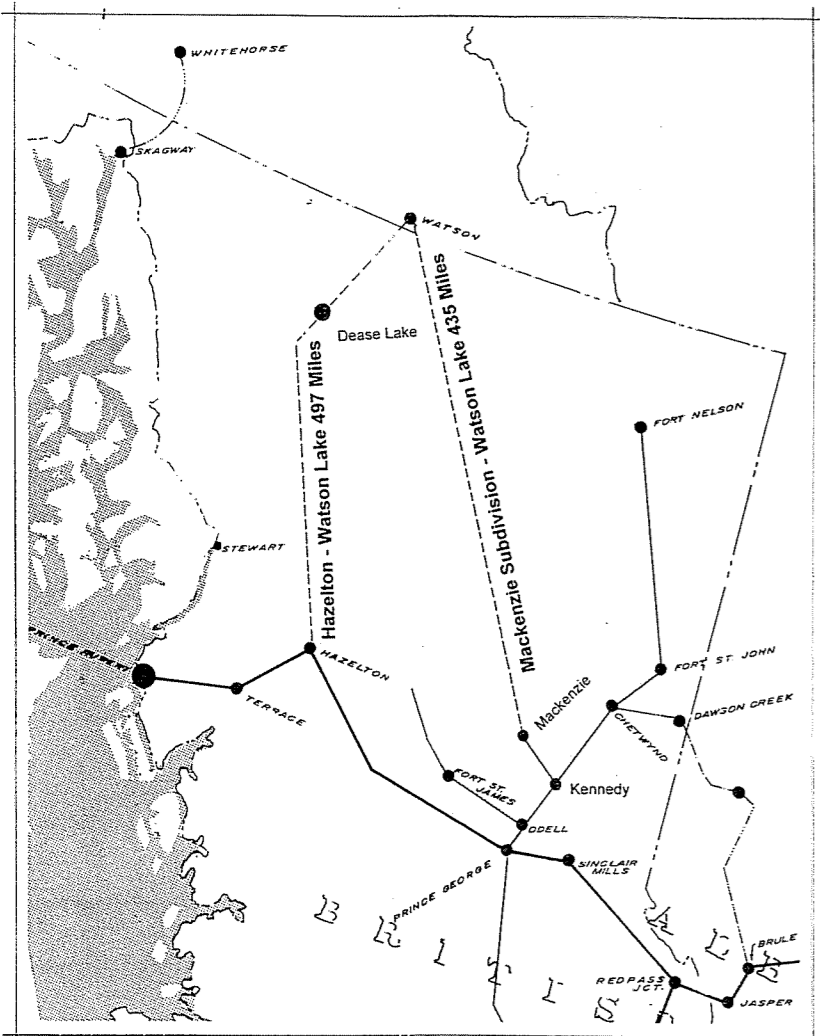 WHITEHORSE
SKAGWAY
WATSON
Dease Lake
Hazelton - Watson Lake 497 Miles
Mackenzie Subdivision - Watson Lake 435 Miles
FORT NELSON
STEWART
PRINCE RUPERT
HAZELTON
TERRACE
FORT ST. JOHN
Mackenzie
CHETWYND
DAWSON CREEK
FORT ST.
JAMES
Kennedy
ODELL
PRINCE GEORGE
SINCLAIR
MILLS
B R I T I S
A L B
BRULE
REDPASS
JCT.
JASPER